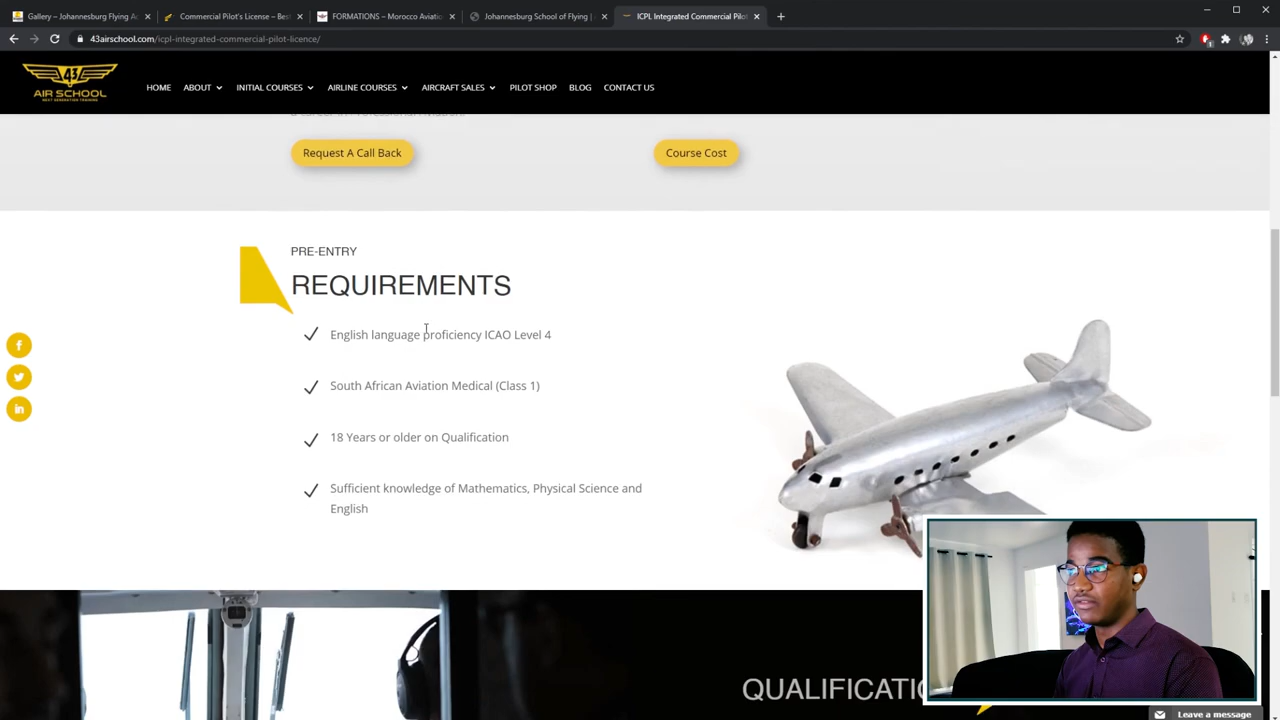 Gallery – Johannesburg Flying Ac
Commercial Pilot's License – Bes
FORMATIONS – Morocco Aviatio
Johannesburg School of Flying |
ICPL Integrated Commercial Pilo
43airschool.com/icpl-integrated-commercial-pilot-licence/
43
AIR SCHOOL
NEXT GENERATION TRAINING
HOME
ABOUT
INITIAL COURSES
AIRLINE COURSES
AIRCRAFT SALES
PILOT SHOP
BLOG
CONTACT US
Request A Call Back
Course Cost
PRE-ENTRY
REQUIREMENTS
English language proficiency ICAO Level 4
South African Aviation Medical (Class 1)
18 Years or older on Qualification
Sufficient knowledge of Mathematics, Physical Science and
English
QUALIFICATIO
Leave a message